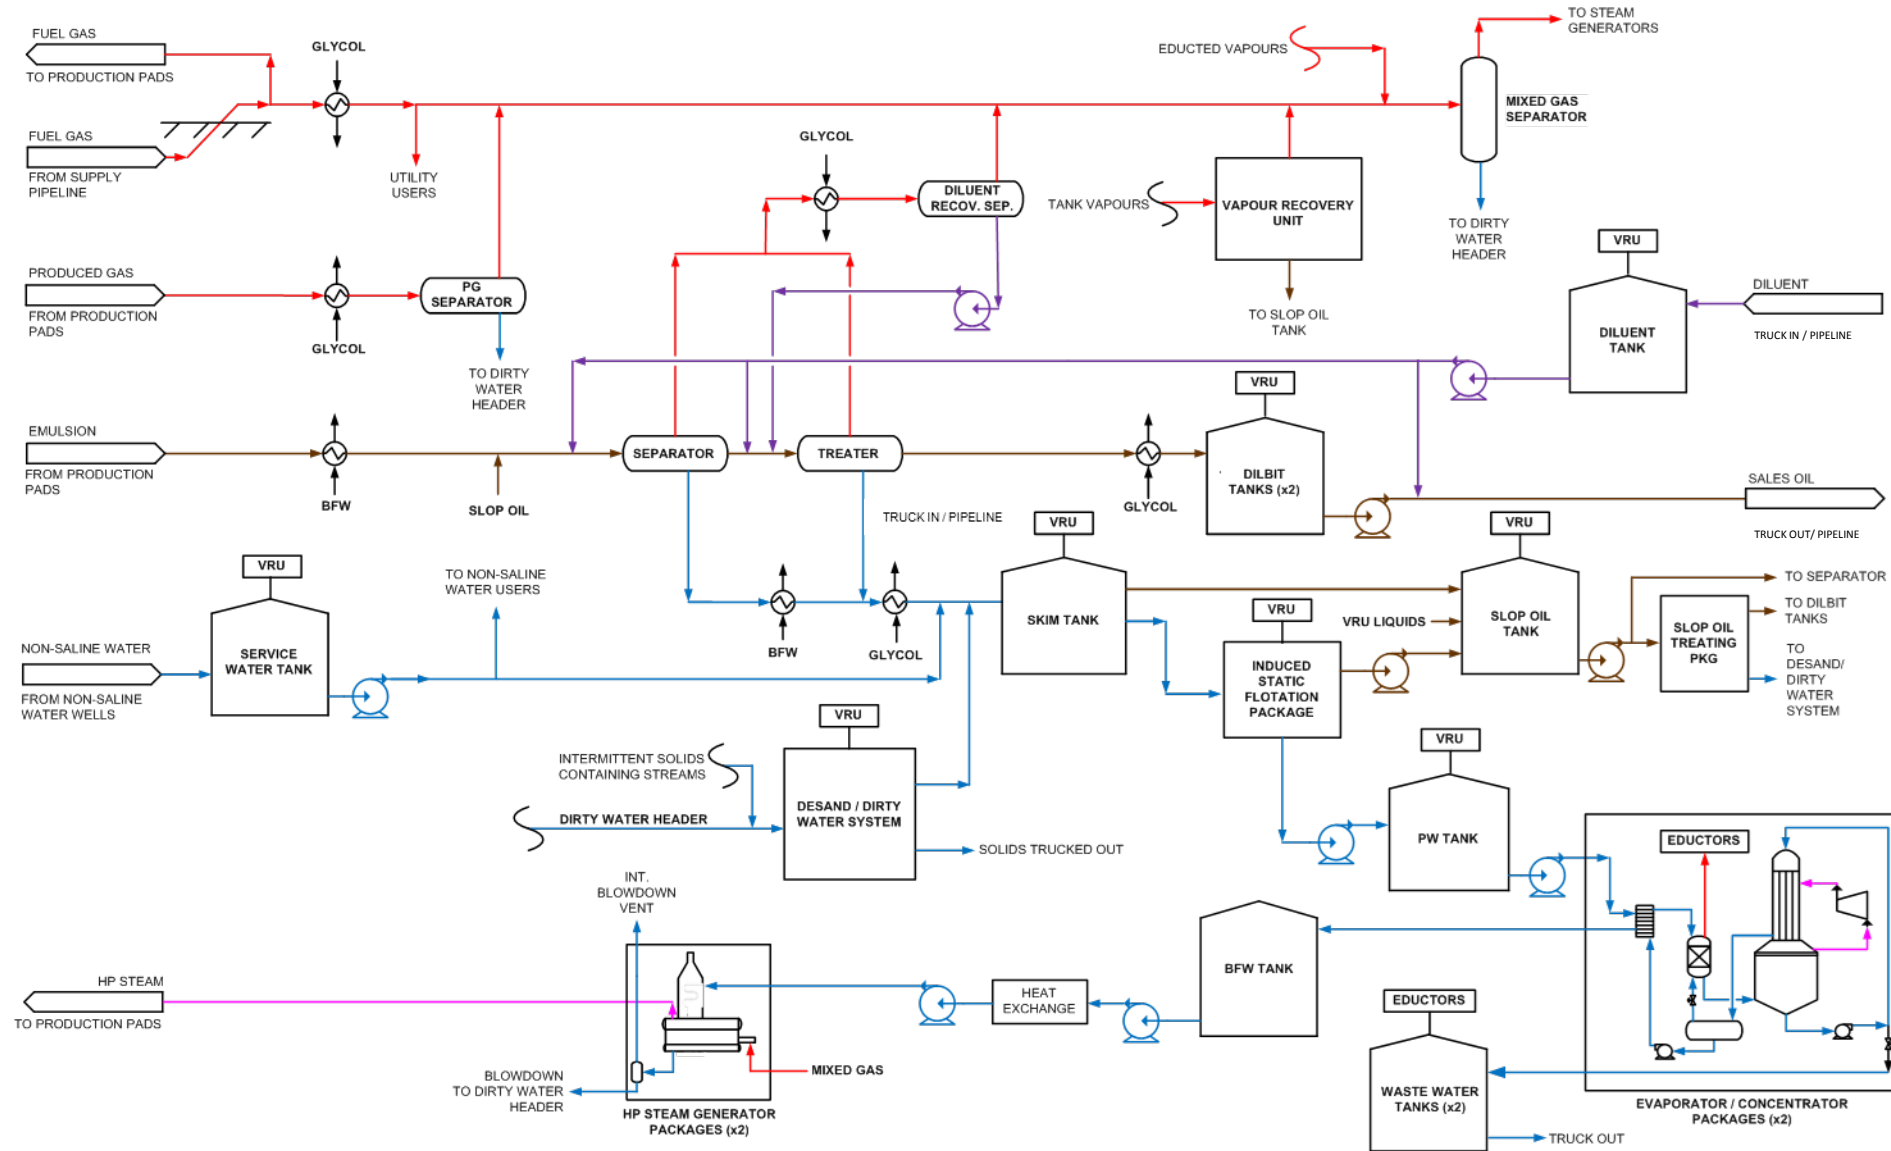 FUEL GAS
TO PRODUCTION PADS
GLYCOL
FUEL GAS
FROM SUPPLY
PIPELINE
UTILITY
USERS
EDUCTED VAPOURS
TO STEAM
GENERATORS
MIXED GAS
SEPARATOR
GLYCOL
DILUENT
RECOV. SEP.
TANK VAPOURS
VAPOUR RECOVERY
UNIT
TO DIRTY
WATER
HEADER
TO SLOP OIL
TANK
PRODUCED GAS
FROM PRODUCTION
PADS
GLYCOL
PG
SEPARATOR
TO DIRTY
WATER
HEADER
VRU
DILUENT
TANK
DILUENT
TRUCK IN / PIPELINE
EMULSION
FROM PRODUCTION
PADS
BFW
SLOP OIL
SEPARATOR
TREATER
GLYCOL
VRU
DILBIT
TANKS (x2)
SALES OIL
TRUCK OUT/ PIPELINE
TRUCK IN / PIPELINE
VRU
SERVICE
WATER TANK
TO NON-SALINE
WATER USERS
NON-SALINE WATER
FROM NON-SALINE
WATER WELLS
BFW
GLYCOL
VRU
SKIM TANK
VRU
INDUCED
STATIC
FLOTATION
PACKAGE
VRU LIQUIDS
VRU
SLOP OIL
TANK
TO SEPARATOR
SLOP OIL
TREATING
PKG
TO DILBIT
TANKS
TO
DESAND/
DIRTY
WATER
SYSTEM
INTERMITTENT SOLIDS
CONTAINING STREAMS
DIRTY WATER HEADER
VRU
DESAND / DIRTY
WATER SYSTEM
SOLIDS TRUCKED OUT
VRU
PW TANK
EDUCTORS
EVAPORATOR / CONCENTRATOR
PACKAGES (x2)
INT.
BLOWDOWN
VENT
HP STEAM
TO PRODUCTION PADS
BLOWDOWN
TO DIRTY WATER
HEADER
MIXED GAS
HP STEAM GENERATOR
PACKAGES (x2)
HEAT
EXCHANGE
BFW TANK
EDUCTORS
WASTE WATER
TANKS (x2)
TRUCK OUT